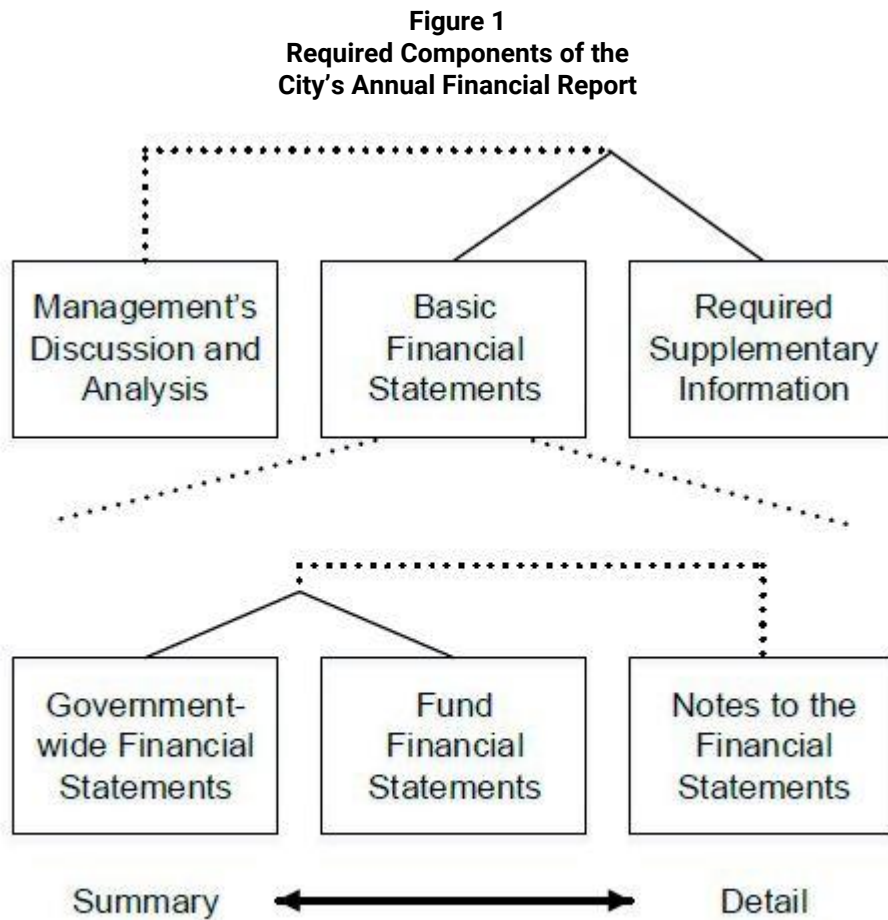 Figure 1
Required Components of the
City’s Annual Financial Report
Management's
Discussion and
Analysis
Basic
Financial
Statements
Required
Supplementary
Information
Government-
wide Financial
Statements
Fund
Financial
Statements
Notes to the
Financial
Statements
Summary
Detail